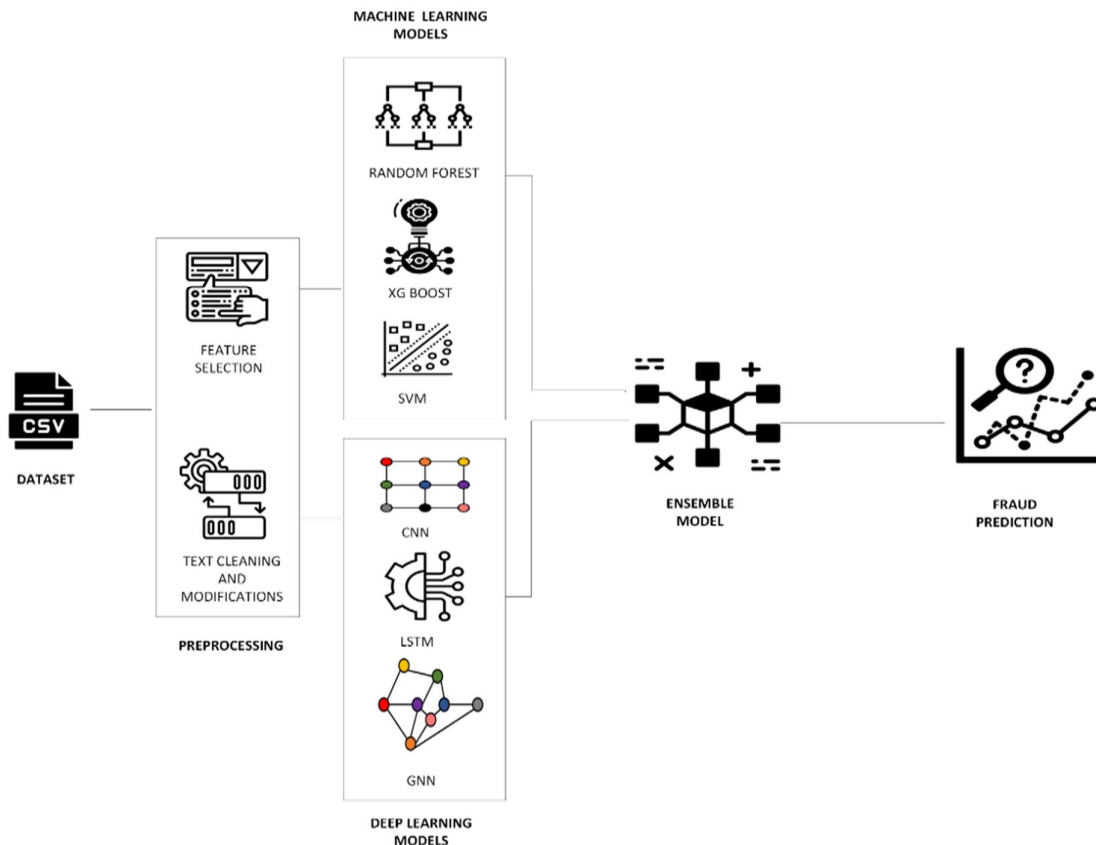 MACHINE LEARNING
MODELS
RANDOM FOREST
XG BOOST
SVM
FEATURE
SELECTION
TEXT CLEANING
AND
MODIFICATIONS
PREPROCESSING
CSV
DATASET
CNN
LSTM
GNN
DEEP LEARNING
MODELS
ENSEMBLE
MODEL
?
FRAUD
PREDICTION